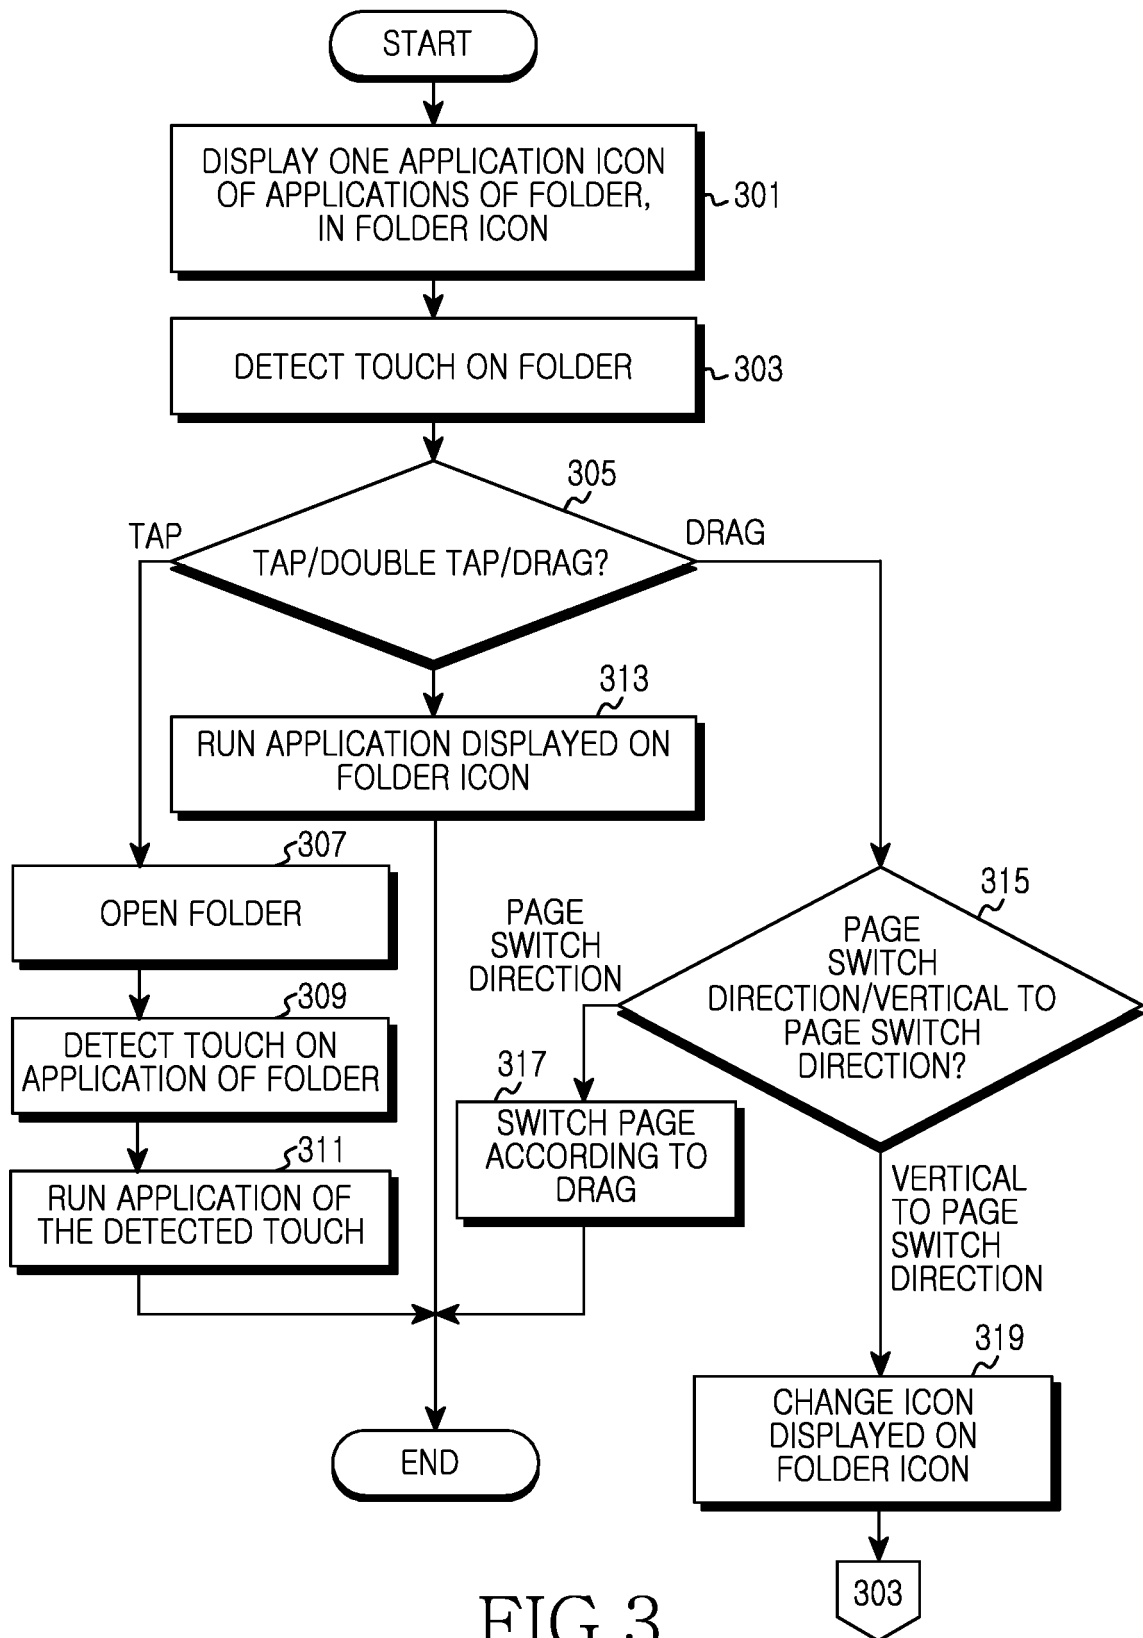 START
DISPLAY ONE APPLICATION ICON
OF APPLICATIONS OF FOLDER,
IN FOLDER ICON
301
DETECT TOUCH ON FOLDER
303
305
TAP
TAP/DOUBLE TAP/DRAG?
DRAG
313
RUN APPLICATION DISPLAYED ON
FOLDER ICON
307
OPEN FOLDER
309
DETECT TOUCH ON
APPLICATION OF FOLDER
311
RUN APPLICATION OF
THE DETECTED TOUCH
315
PAGE
SWITCH
DIRECTION/VERTICAL TO
PAGE SWITCH
DIRECTION?
PAGE
SWITCH
DIRECTION
317
SWITCH PAGE
ACCORDING TO
DRAG
VERTICAL
TO PAGE
SWITCH
DIRECTION
319
CHANGE ICON
DISPLAYED ON
FOLDER ICON
END
303
FIG.3